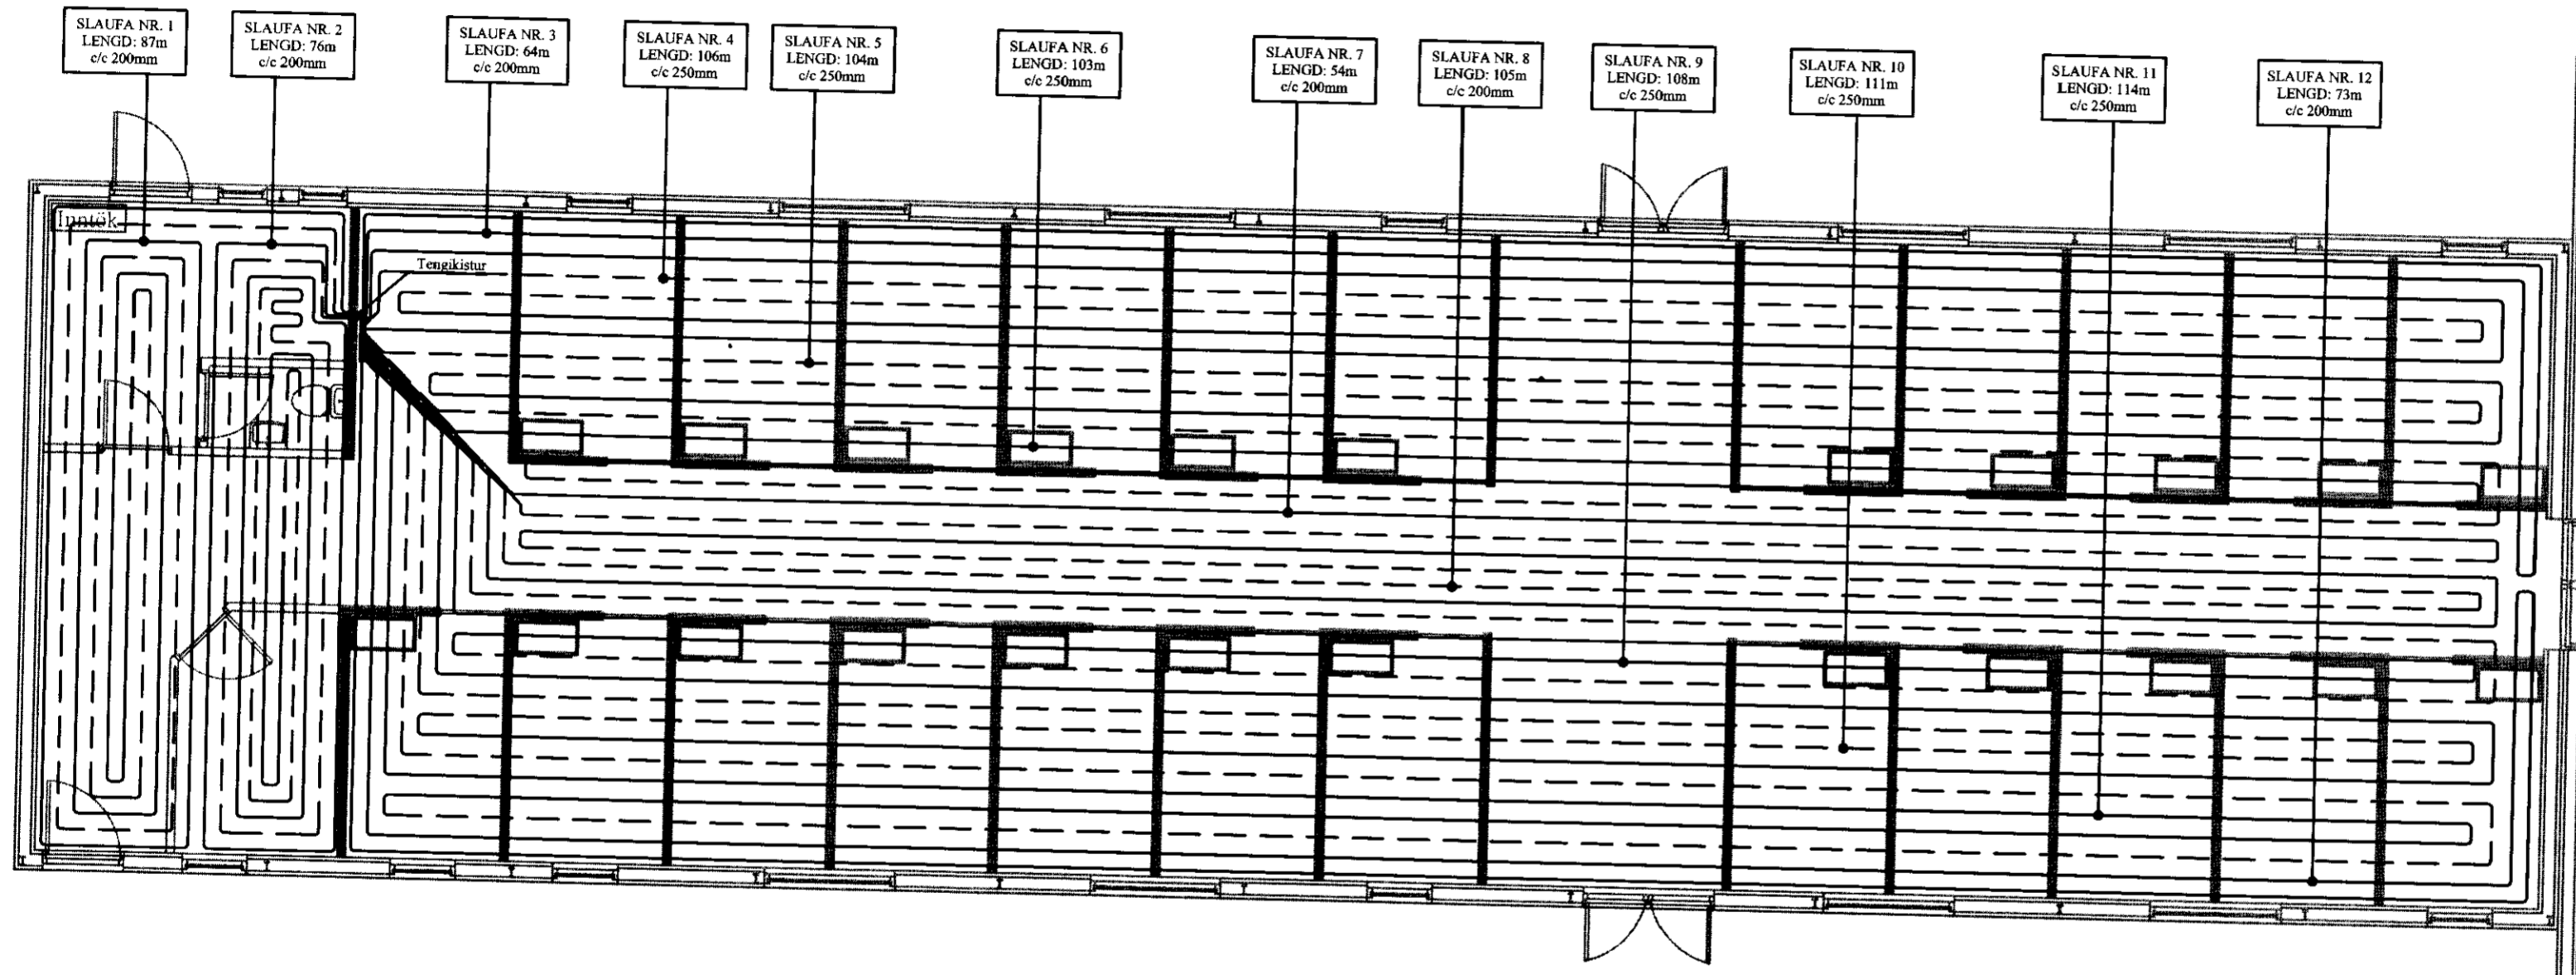 SLAUFA NR. 1
LENGD: 87m
c/c 200mm
SLAUFA NR. 2
LENGD: 76m
c/c 200mm
SLAUFA NR. 3
LENGD: 64m
c/c 200mm
SLAUFA NR. 4
LENGD: 106m
c/c 250mm
SLAUFA NR. 5
LENGD: 104m
c/c 250mm
SLAUFA NR. 6
LENGD: 103m
c/c 250mm
SLAUFA NR. 7
LENGD: 54m
c/c 200mm
SLAUFA NR. 8
LENGD: 105m
c/c 200mm
SLAUFA NR. 9
LENGD: 108m
c/c 250mm
SLAUFA NR. 10
LENGD: 111m
c/c 250mm
SLAUFA NR. 11
LENGD: 114m
c/c 250mm
SLAUFA NR. 12
LENGD: 73m
c/c 200mm
Inntök
Tengikistur